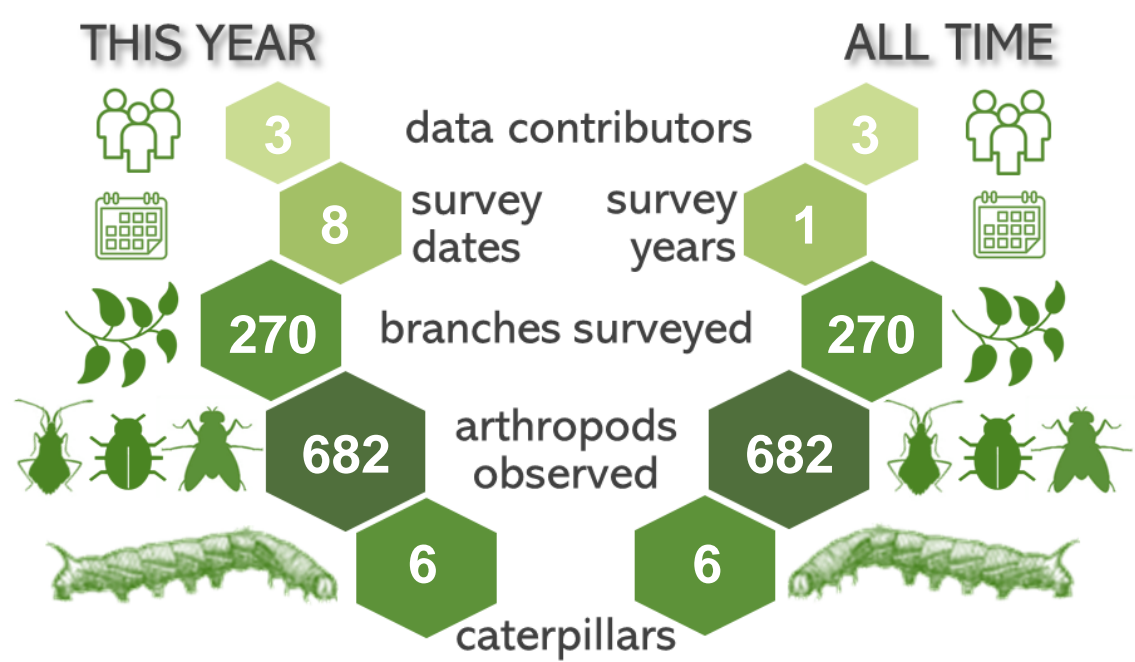 THIS YEAR ALL TIME
3 data contributors 3
8 survey dates survey years 1
270 branches surveyed 270
682 arthropods observed 682
6 caterpillars 6